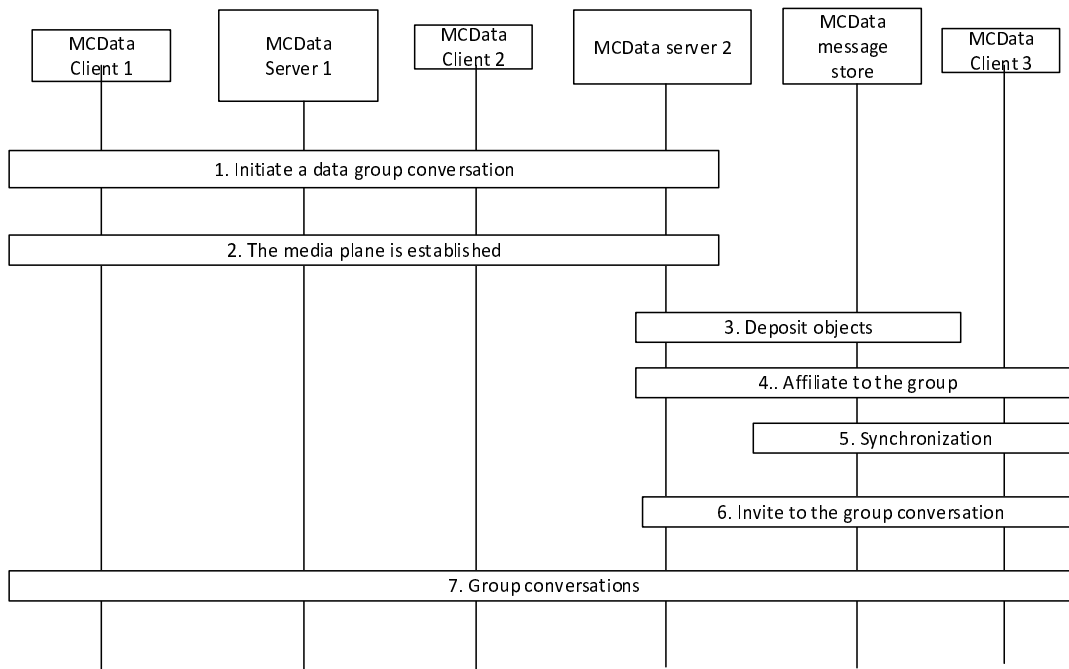 MCData
Client 1
MCData
Server 1
MCData
Client 2
MCData server 2
MCData
message
store
MCData
Client 3
1. Initiate a data group conversation
2. The media plane is established
3. Deposit objects
4.. Affiliate to the group
5. Synchronization
6. Invite to the group conversation
7. Group conversations